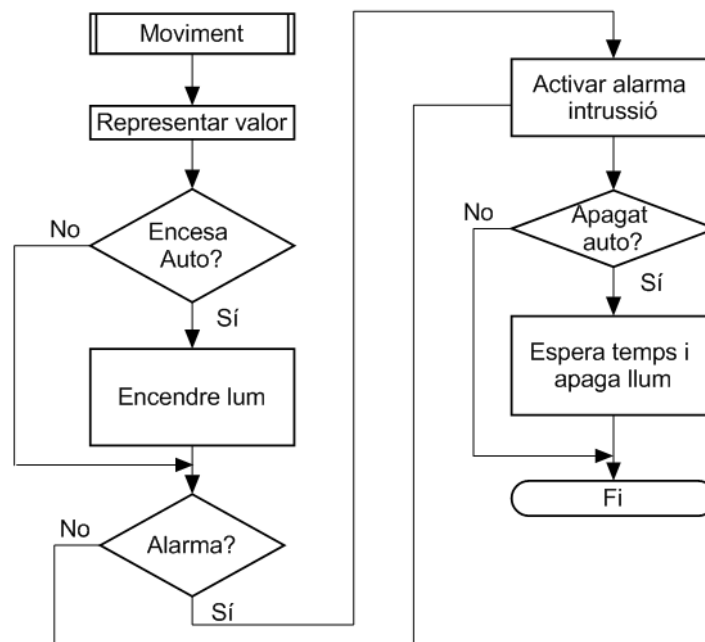 Moviment
Representar valor
No
Encesa
Auto?
Sí
Encendre lum
No
Alarma?
Sí
Activar alarma
intrussió
No
Apagat
auto?
Sí
Espera temps i
apaga llum
Fi